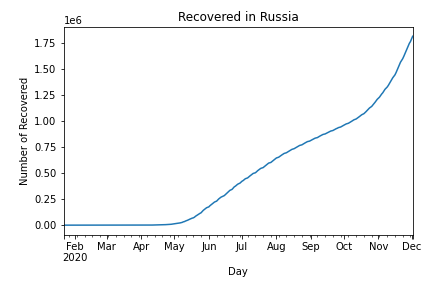 Recovered in Russia
1e6
1.75
1.50
1.25
1.00
0.75
0.50
0.25
0.00
Number of Recovered
Feb Mar Apr May Jun Jul Aug Sep Oct Nov Dec
2020
Day